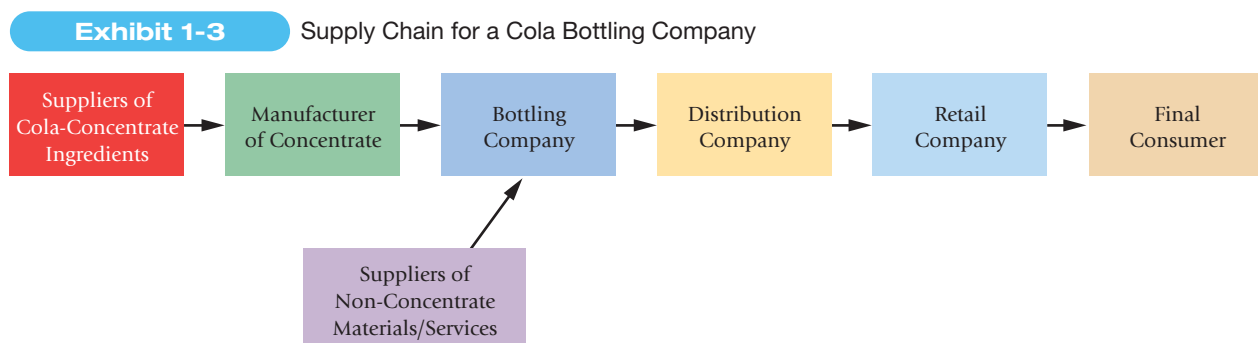 Exhibit 1-3 Supply Chain for a Cola Bottling Company
Suppliers of
Cola-Concentrate
Ingredients
Manufacturer
of Concentrate
Bottling
Company
Distribution
Company
Retail
Company
Final
Consumer
Suppliers of
Non-Concentrate
Materials/Services